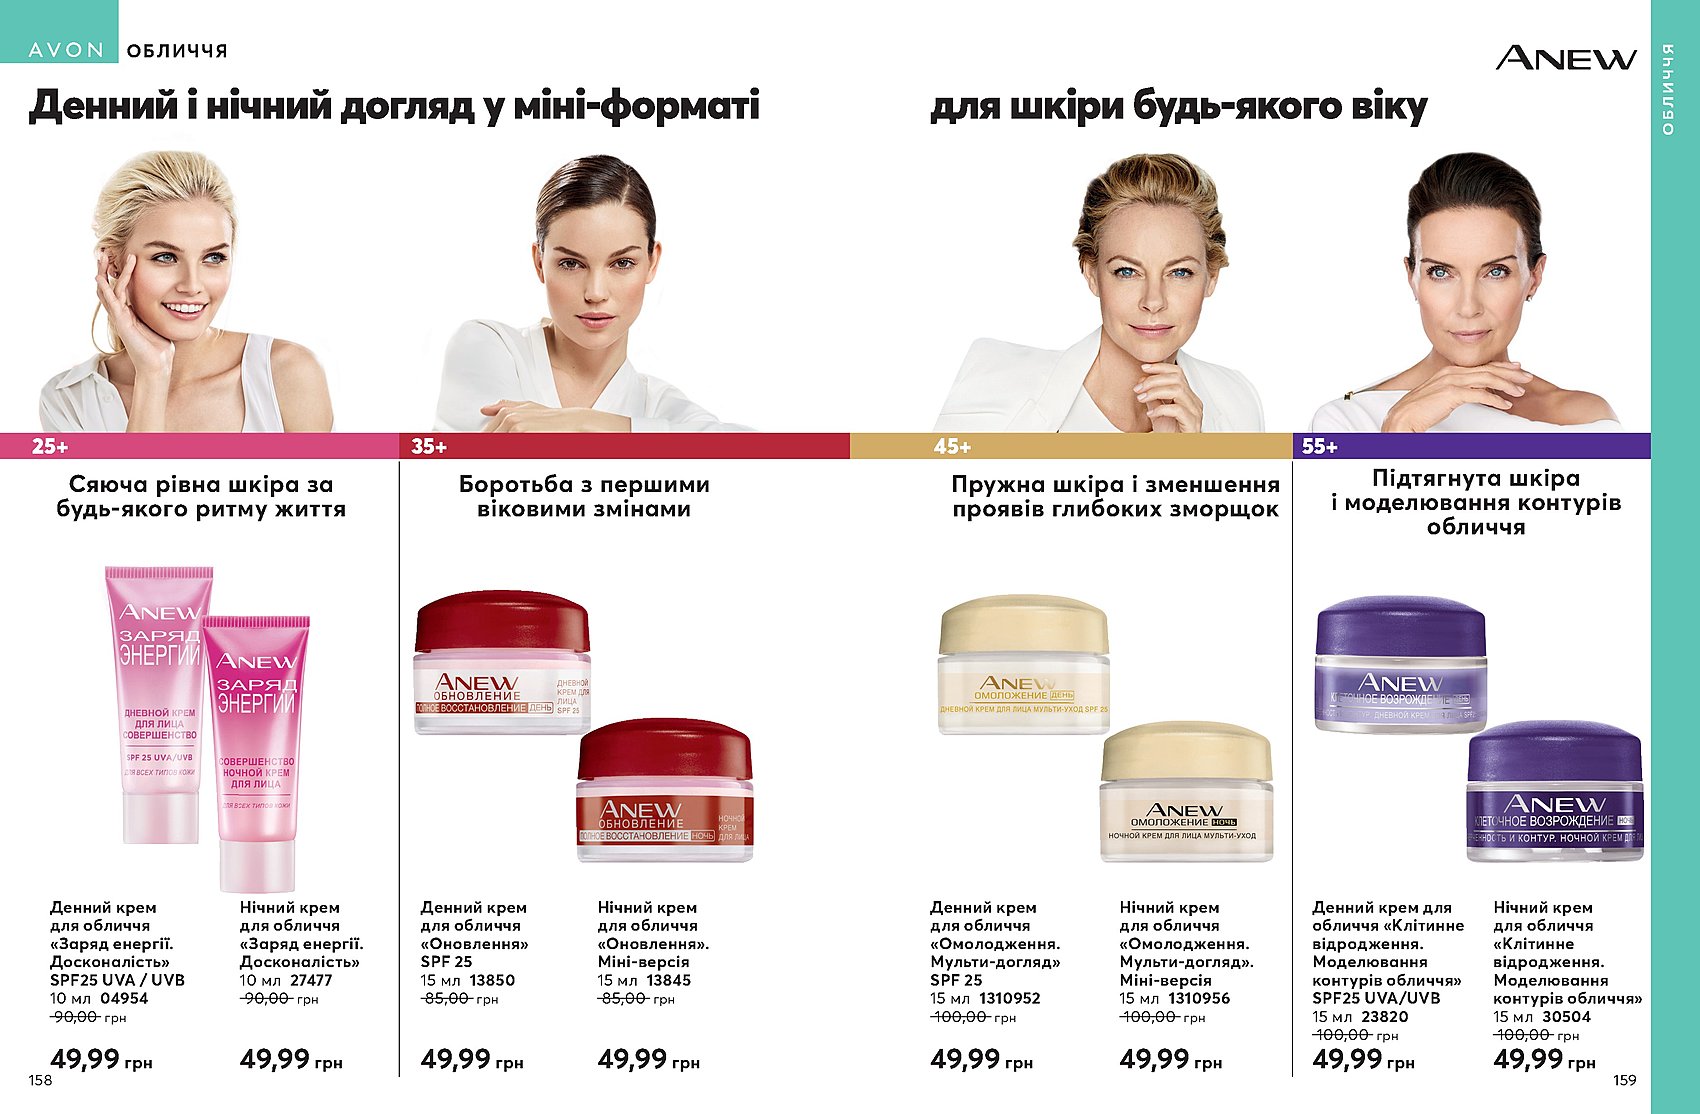 AVON ОБЛИЧЧЯ
ANEW
ОБЛИЧЧЯ
Денний і нічний догляд у міні-форматі
для шкіри будь-якого віку
25+
Сяюча рівна шкіра за
будь-якого ритму життя
ANEW
ЗАРЯД
ЭНЕРГИИ
ДНЕВНОЙ КРЕМ
ДЛЯ ЛИЦА
СОВЕРШЕНСТВО
SPF 25 UVA/UVB
ДЛЯ ВСЕХ ТИПОВ КОЖИ
ANEW
ЗАРЯД
ЭНЕРГИИ
СОВЕРШЕНСТВО
НОЧНОЙ КРЕМ
ДЛЯ ЛИЦА
ДЛЯ ВСЕХ ТИПОВ КОЖИ
Денний крем
для обличчя
«Заряд енергії.
Досконалість»
SPF25 UVA / UVB
10 мл 04954
90,00 грн
49,99 грн
Нічний крем
для обличчя
«Заряд енергії.
Досконалість»
10 мл 27477
90,00 грн
49,99 грн
35+
Боротьба з першими
віковими змінами
ANEW
ОБНОВЛЕНИЕ
ПОЛНОЕ ВОССТАНОВЛЕНИЕ ДЕНЬ
ДНЕВНОЙ
КРЕМ ДЛЯ
ЛИЦА
SPF 25
ANEW
ОБНОВЛЕНИЕ
ПОЛНОЕ ВОССТАНОВЛЕНИЕ НОЧЬ
НОЧНОЙ
КРЕМ
ДЛЯ ЛИЦА
Денний крем
для обличчя
«Оновлення»
SPF 25
15 мл 13850
85,00 грн
49,99 грн
Нічний крем
для обличчя
«Оновлення».
Міні-версія
15 мл 13845
85,00 грн
49,99 грн
45+
Пружна шкіра і зменшення
проявів глибоких зморщок
ANEW
ОМОЛОЖЕНИЕ ДЕНЬ
ДНЕВНОЙ КРЕМ ДЛЯ ЛИЦА МУЛЬТИ-УХОД SPF 25
ANEW
ОМОЛОЖЕНИЕ НОЧЬ
НОЧНОЙ КРЕМ ДЛЯ ЛИЦА МУЛЬТИ-УХОД
Денний крем
для обличчя
«Омолодження.
Мульти-догляд»
SPF 25
15 мл 1310952
100,00 грн
49,99 грн
Нічний крем
для обличчя
«Омолодження.
Мульти-догляд».
Міні-версія
15 мл 1310956
100,00 грн
49,99 грн
55+
Підтягнута шкіра
і моделювання контурів
обличчя
ANEW
КЛЕТОЧНОЕ ВОЗРОЖДЕНИЕ ДЕНЬ
КОНТУР. ДНЕВНОЙ КРЕМ ДЛЯ ЛИЦА
ANEW
КЛЕТОЧНОЕ ВОЗРОЖДЕНИЕ НОЧЬ
И КОНТУР. НОЧНОЙ КРЕМ ДЛЯ
Денний крем для
обличчя «Клітинне
відродження.
Моделювання
контурів обличчя»
SPF25 UVA/UVB
15 мл 23820
100,00 грн
49,99 грн
Нічний крем
для обличчя
«Клітинне
відродження.
Моделювання
контурів обличчя»
15 мл 30504
100,00 грн
49,99 грн
158
159